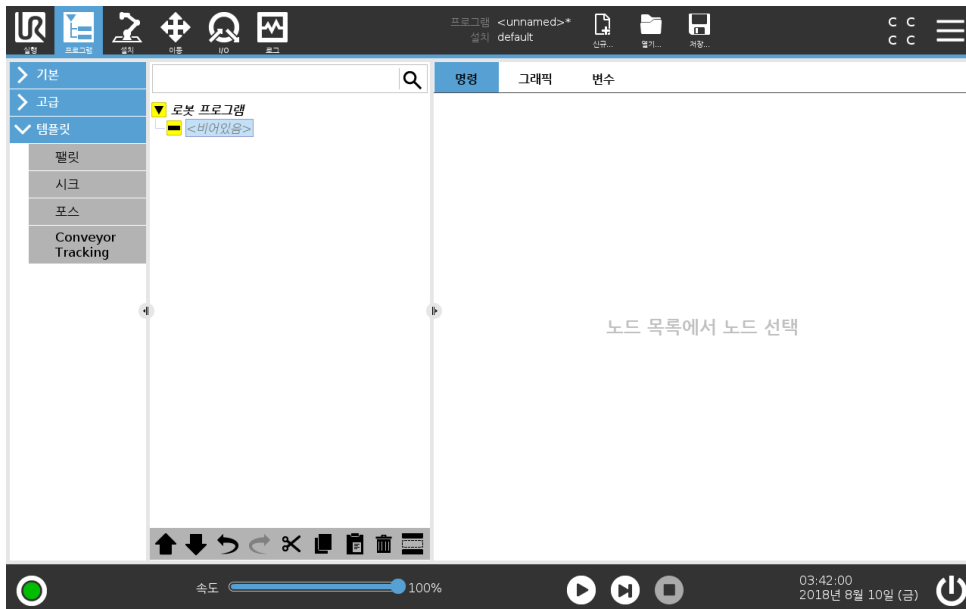 UR
실행
프로그램
설치
이동
I/O
로그
프로그램 <unnamed>*
설치 default
신규...
열기...
저장...
C C
C C
기본
고급
템플릿
팰릿
시크
포스
Conveyor
Tracking
로봇 프로그램
<비어있음>
명령
그래픽
변수
노드 목록에서 노드 선택
속도
100%
03:42:00
2018년 8월 10일 (금)